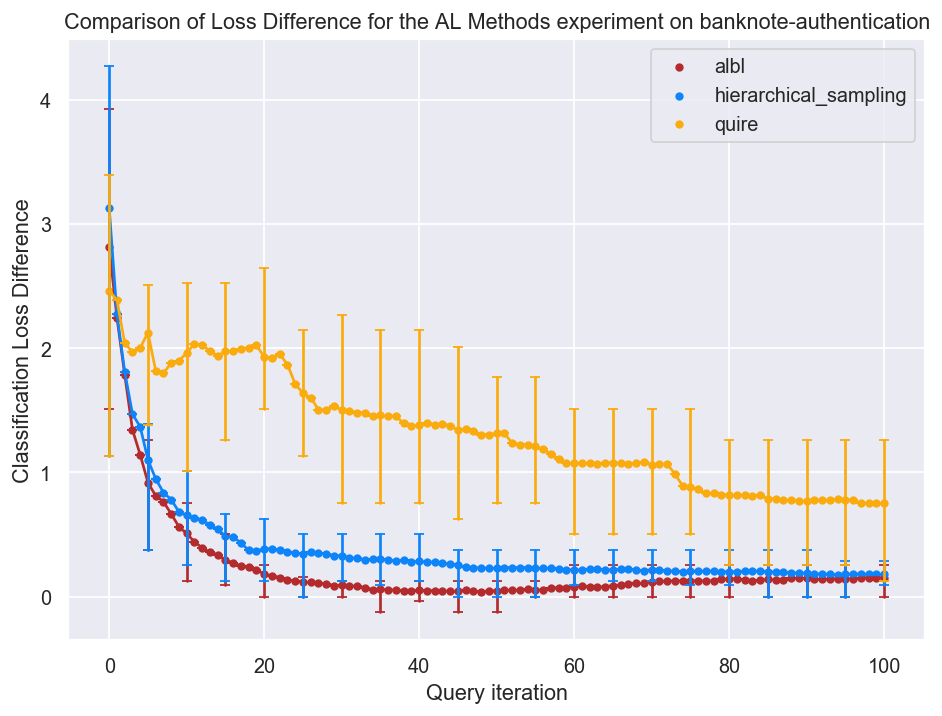 Comparison of Loss Difference for the AL Methods experiment on banknote-authentication
albl
hierarchical_sampling
quire
Classification Loss Difference
4
3
2
1
0
0 20 40 60 80 100
Query iteration